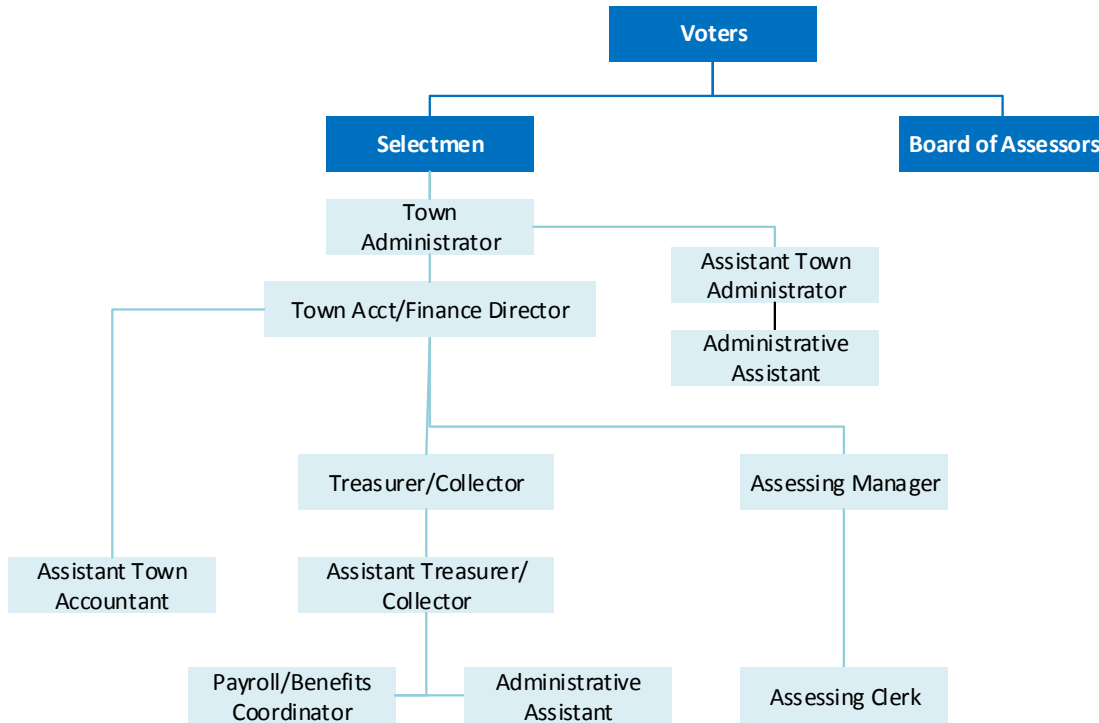 Voters
Selectmen
Board of Assessors
Town
Administrator
Assistant Town
Administrator
Town Acct/Finance Director
Administrative
Assistant
Treasurer/Collector
Assessing Manager
Assistant Town
Accountant
Assistant Treasurer/
Collector
Payroll/Benefits
Coordinator
Administrative
Assistant
Assessing Clerk